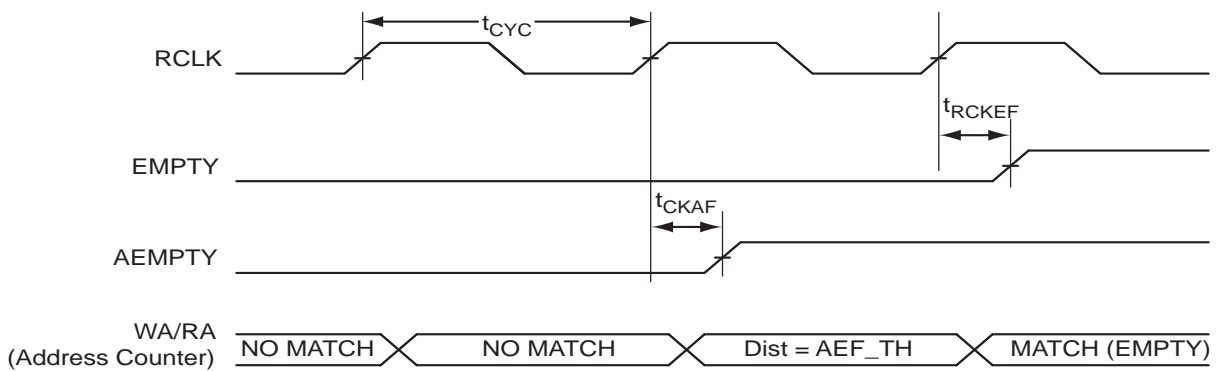 tCYC
RCLK
tRCKEF
EMPTY
tCKAF
AEMPTY
WA/RA
(Address Counter)
NO MATCH
NO MATCH
Dist = AEF_TH
MATCH (EMPTY)